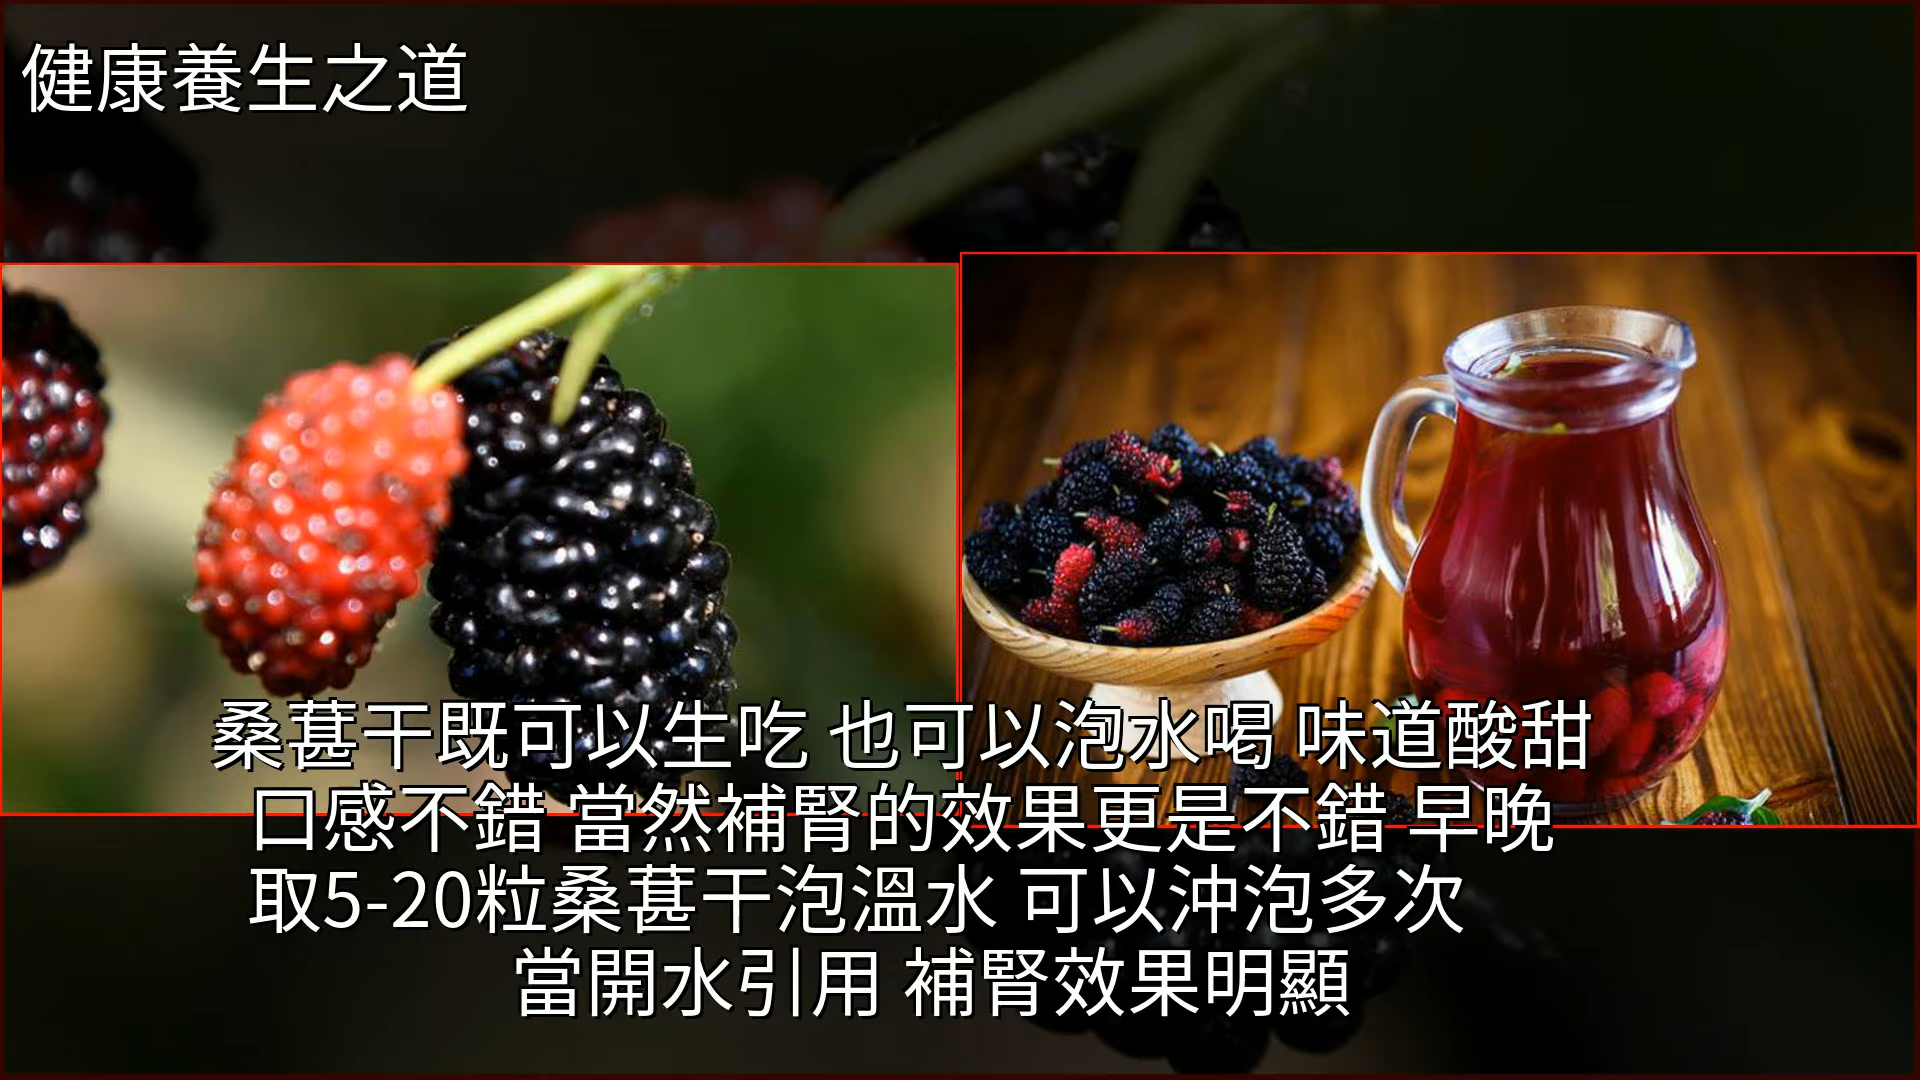 健康養生之道
桑葚干既可以生吃 也可以泡水喝 味道酸甜
口感不錯 當然補腎的效果更是不錯 早晚
取5-20粒桑葚干泡溫水 可以沖泡多次
當開水引用 補腎效果明顯